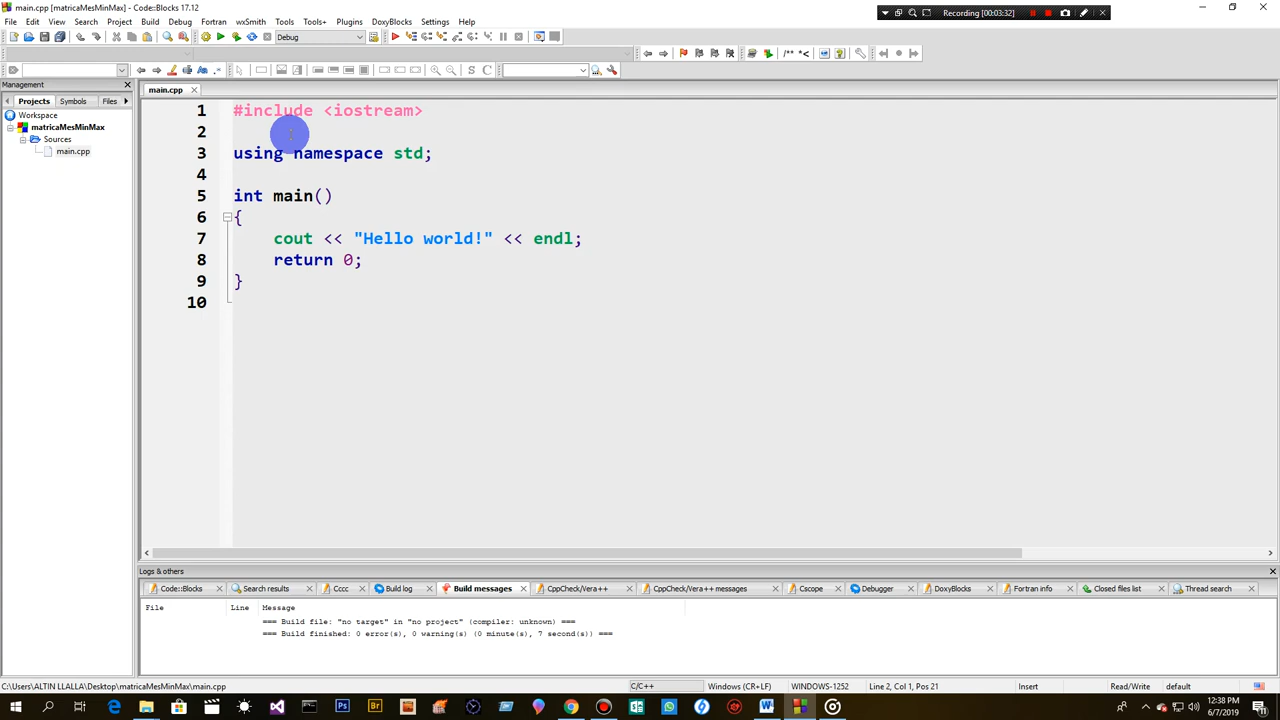 main.cpp [matricaMesMinMax] - Code::Blocks 17.12
Recording [00:03:32]
File Edit View Search Project Build Debug Fortran wxSmith Tools Tools+ Plugins DoxyBlocks Settings Help
Debug
/** *<
S C
Management
main.cpp
Projects Symbols Files
Workspace
matricaMesMinMax
Sources
main.cpp
1 #include <iostream>
2
3 using namespace std;
4
5 int main()
6 {
7 cout << "Hello world!" << endl;
8 return 0;
9 }
10
Logs & others
Code::Blocks Search results Cccc Build log Build messages CppCheck/Vera++ CppCheck/Vera++ messages Cscope Debugger DoxyBlocks Fortran info Closed files list Thread search
File Line Message
=== Build file: "no target" in "no project" (compiler: unknown) ===
=== Build finished: 0 error(s), 0 warning(s) (0 minute(s), 7 second(s)) ===
C:\Users\ALTIN LLALLA\Desktop\matricaMesMinMax\main.cpp C/C++ Windows (CR+LF) WINDOWS-1252 Line 2, Col 1, Pos 21 Insert Read/Write default
Ps Br
12:38 PM
6/7/2019